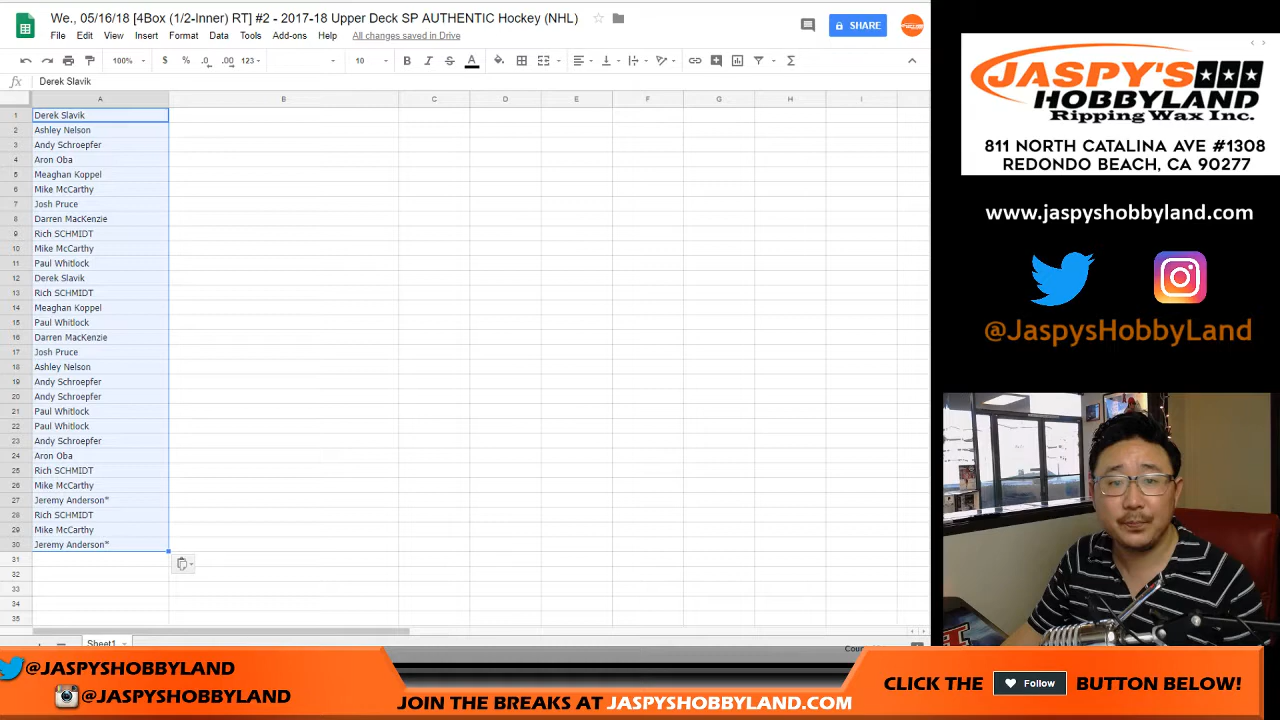 We., 05/16/18 [4Box (1/2-Inner) RT] #2 - 2017-18 Upper Deck SP AUTHENTIC Hockey (NHL)
File Edit View Insert Format Data Tools Add-ons Help All changes saved in Drive
SHARE
100% $ % .0 .00 123 10 B I S A
fx Derek Slavik
A B C D E F G H I
1 Derek Slavik
2 Ashley Nelson
3 Andy Schroepfer
4 Aron Oba
5 Meaghan Koppel
6 Mike McCarthy
7 Josh Pruce
8 Darren MacKenzie
9 Rich SCHMIDT
10 Mike McCarthy
11 Paul Whitlock
12 Derek Slavik
13 Rich SCHMIDT
14 Meaghan Koppel
15 Paul Whitlock
16 Darren MacKenzie
17 Josh Pruce
18 Ashley Nelson
19 Andy Schroepfer
20 Andy Schroepfer
21 Paul Whitlock
22 Paul Whitlock
23 Andy Schroepfer
24 Aron Oba
25 Rich SCHMIDT
26 Mike McCarthy
27 Jeremy Anderson*
28 Rich SCHMIDT
29 Mike McCarthy
30 Jeremy Anderson*
31
32
33
34
35
Sheet1
JASPY'S
HOBBYLAND
Ripping Wax Inc.
811 NORTH CATALINA AVE #1308
REDONDO BEACH, CA 90277
www.jaspyshobbyland.com
@JaspysHobbyLand
@JASPYSHOBBYLAND
@JASPYSHOBBYLAND
JOIN THE BREAKS AT JASPYSHOBBYLAND.COM
CLICK THE Follow BUTTON BELOW!